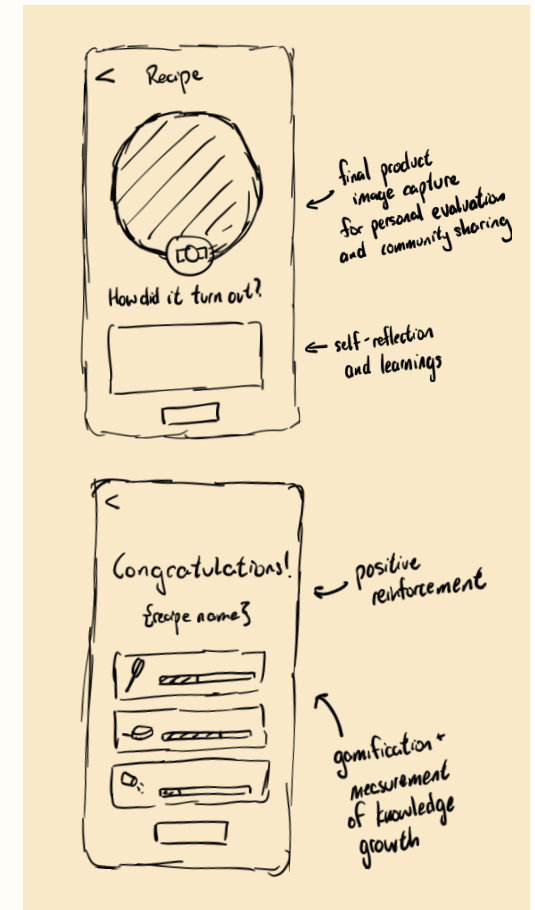 < Recipe
final product
image capture
for personal evaluation
and community sharing
How did it turn out?
self-reflection
and learnings
<
Congratulations!
{recipe name}
positive
reinforcement
gamification +
measurement
of knowledge
growth